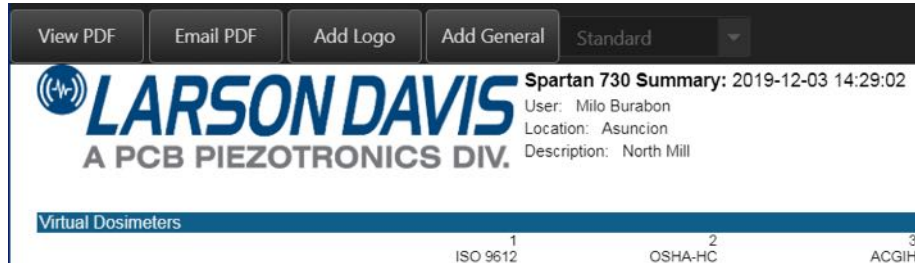 View PDF Email PDF Add Logo Add General Standard
LARSON DAVIS
A PCB PIEZOTRONICS DIV.
Spartan 730 Summary: 2019-12-03 14:29:02
User: Milo Burabon
Location: Asuncion
Description: North Mill
Virtual Dosimeters
1 2 3
ISO 9612 OSHA-HC ACGIH